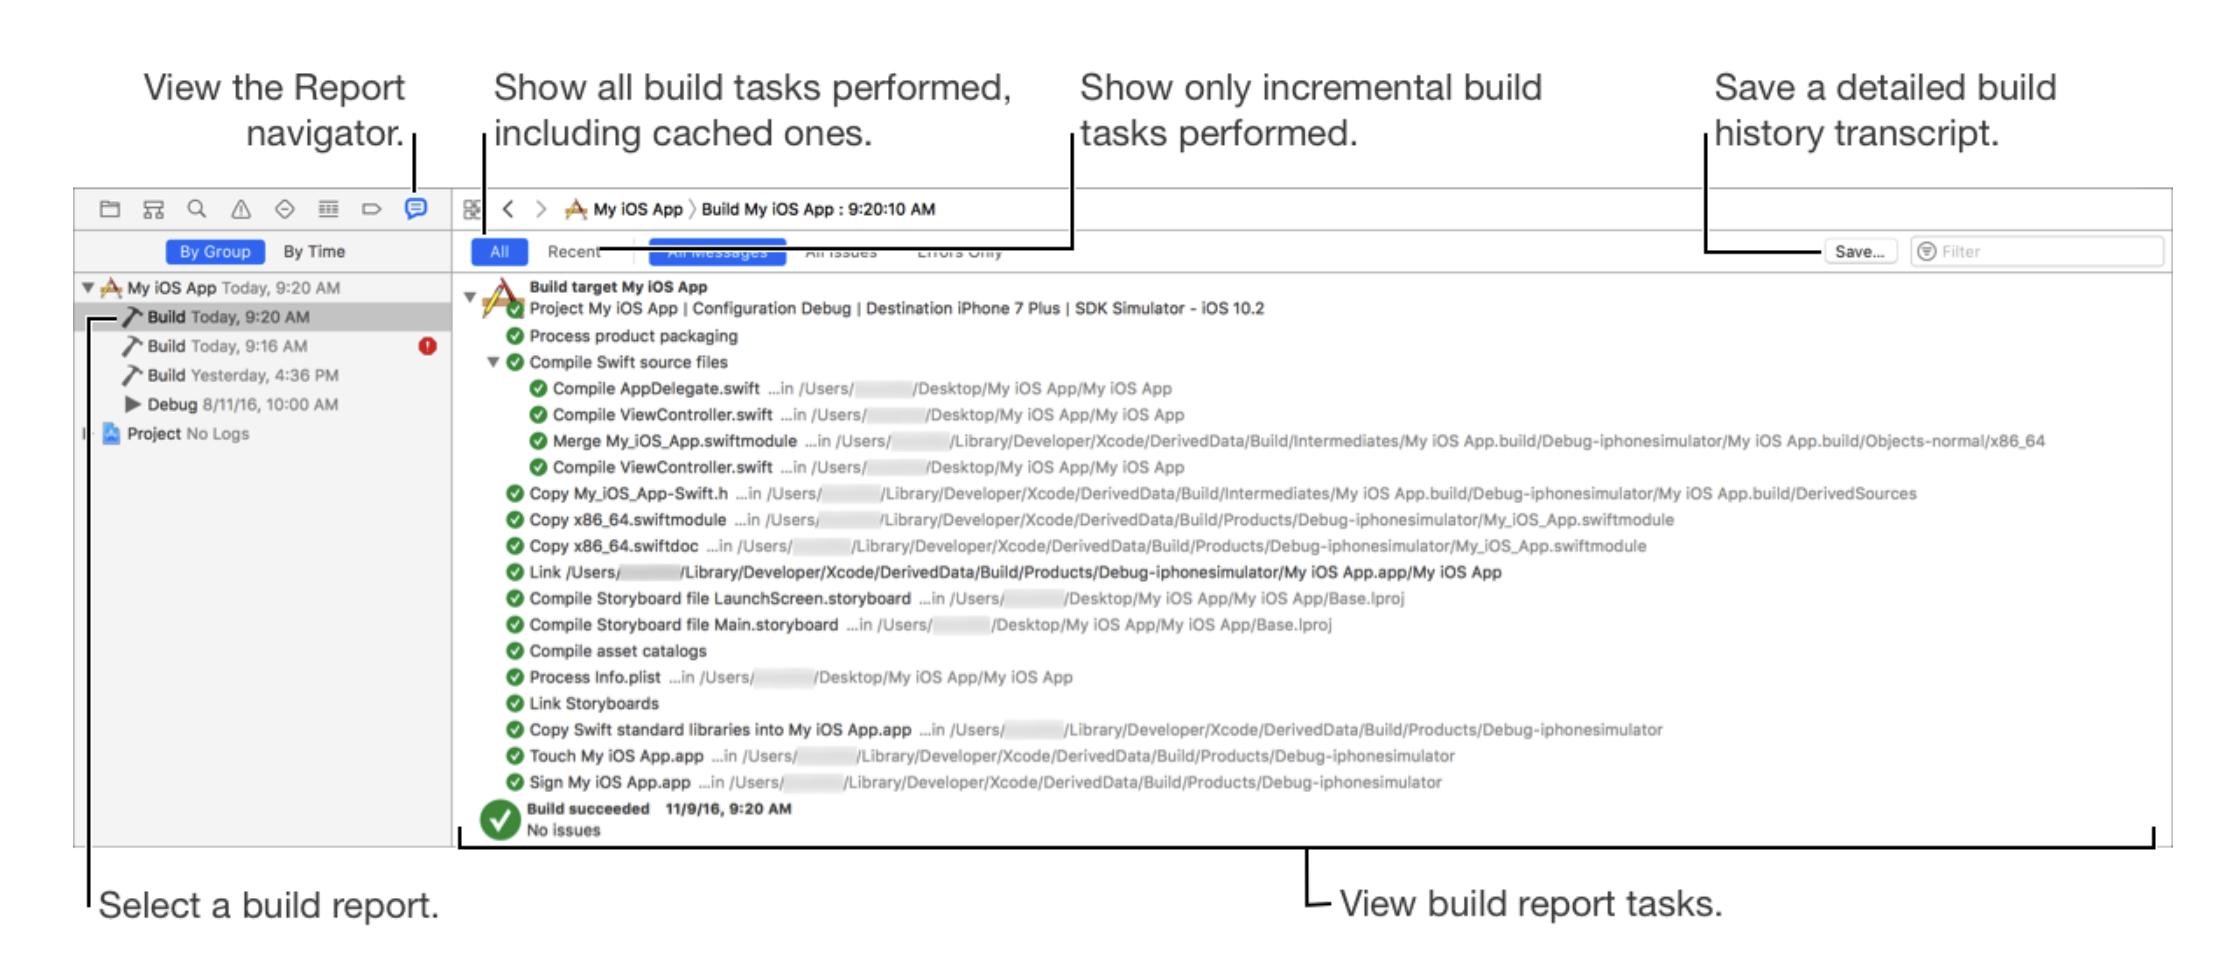 View the Report
navigator.
Show all build tasks performed,
including cached ones.
Show only incremental build
tasks performed.
Save a detailed build
history transcript.
My iOS App 〉 Build My iOS App : 9:20:10 AM
By Group By Time
All Recent All Messages All Issues Errors Only Save... Filter
My iOS App Today, 9:20 AM
Build Today, 9:20 AM
Build Today, 9:16 AM
Build Yesterday, 4:36 PM
Debug 8/11/16, 10:00 AM
Project No Logs
Build target My iOS App
Project My iOS App | Configuration Debug | Destination iPhone 7 Plus | SDK Simulator - iOS 10.2
Process product packaging
Compile Swift source files
Compile AppDelegate.swift ...in /Users/ /Desktop/My iOS App/My iOS App
Compile ViewController.swift ...in /Users/ /Desktop/My iOS App/My iOS App
Merge My_iOS_App.swiftmodule ...in /Users/ /Library/Developer/Xcode/DerivedData/Build/Intermediates/My iOS App.build/Debug-iphonesimulator/My iOS App.build/Objects-normal/x86_64
Compile ViewController.swift ...in /Users/ /Desktop/My iOS App/My iOS App
Copy My_iOS_App-Swift.h ...in /Users/ /Library/Developer/Xcode/DerivedData/Build/Intermediates/My iOS App.build/Debug-iphonesimulator/My iOS App.build/DerivedSources
Copy x86_64.swiftmodule ...in /Users/ /Library/Developer/Xcode/DerivedData/Build/Products/Debug-iphonesimulator/My_iOS_App.swiftmodule
Copy x86_64.swiftdoc ...in /Users/ /Library/Developer/Xcode/DerivedData/Build/Products/Debug-iphonesimulator/My_iOS_App.swiftmodule
Link /Users/ /Library/Developer/Xcode/DerivedData/Build/Products/Debug-iphonesimulator/My iOS App.app/My iOS App
Compile Storyboard file LaunchScreen.storyboard ...in /Users/ /Desktop/My iOS App/My iOS App/Base.lproj
Compile Storyboard file Main.storyboard ...in /Users/ /Desktop/My iOS App/My iOS App/Base.lproj
Compile asset catalogs
Process Info.plist ...in /Users/ /Desktop/My iOS App/My iOS App
Link Storyboards
Copy Swift standard libraries into My iOS App.app ...in /Users/ /Library/Developer/Xcode/DerivedData/Build/Products/Debug-iphonesimulator
Touch My iOS App.app ...in /Users/ /Library/Developer/Xcode/DerivedData/Build/Products/Debug-iphonesimulator
Sign My iOS App.app ...in /Users/ /Library/Developer/Xcode/DerivedData/Build/Products/Debug-iphonesimulator
Build succeeded 11/9/16, 9:20 AM
No issues
Select a build report.
View build report tasks.